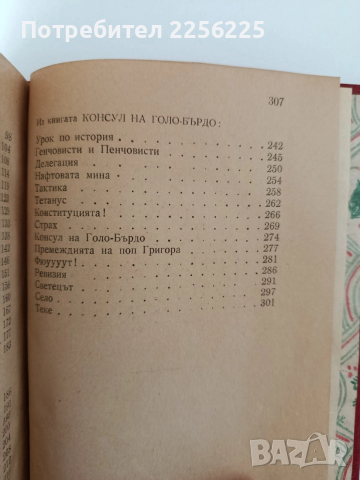 Потребител 2256225
307
Из книгата КОНСУЛ НА ГОЛО-БЪРДО:
Урок по история . . . . . . . . 242
Генчовисти и Пенчовисти . . . . . . 245
Делегация . . . . . . . . . 250
Нафтовата мина . . . . . . . . 254
Тактика . . . . . . . . . . 258
Тетанус . . . . . . . . . . 262
Конституцията! . . . . . . . . 266
Страх . . . . . . . . . . 269
Консул на Голо-Бърдо . . . . . . . 274
Премеждията на поп Григора . . . . . 277
Фюуууут! . . . . . . . . . 281
Ревизия . . . . . . . . . . 286
Светецът . . . . . . . . . 291
Село . . . . . . . . . . 297
Теке . . . . . . . . . . 301
bazar.bg